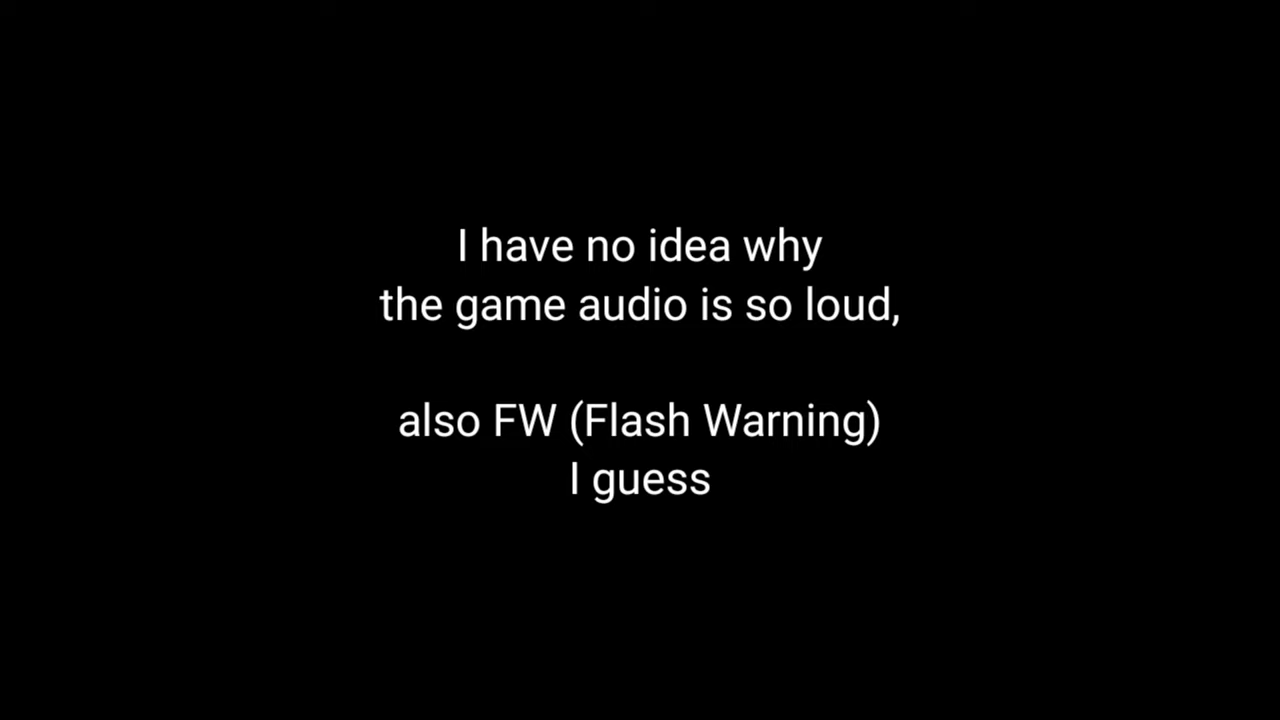 I have no idea why
the game audio is so loud,
also FW (Flash Warning)
I guess